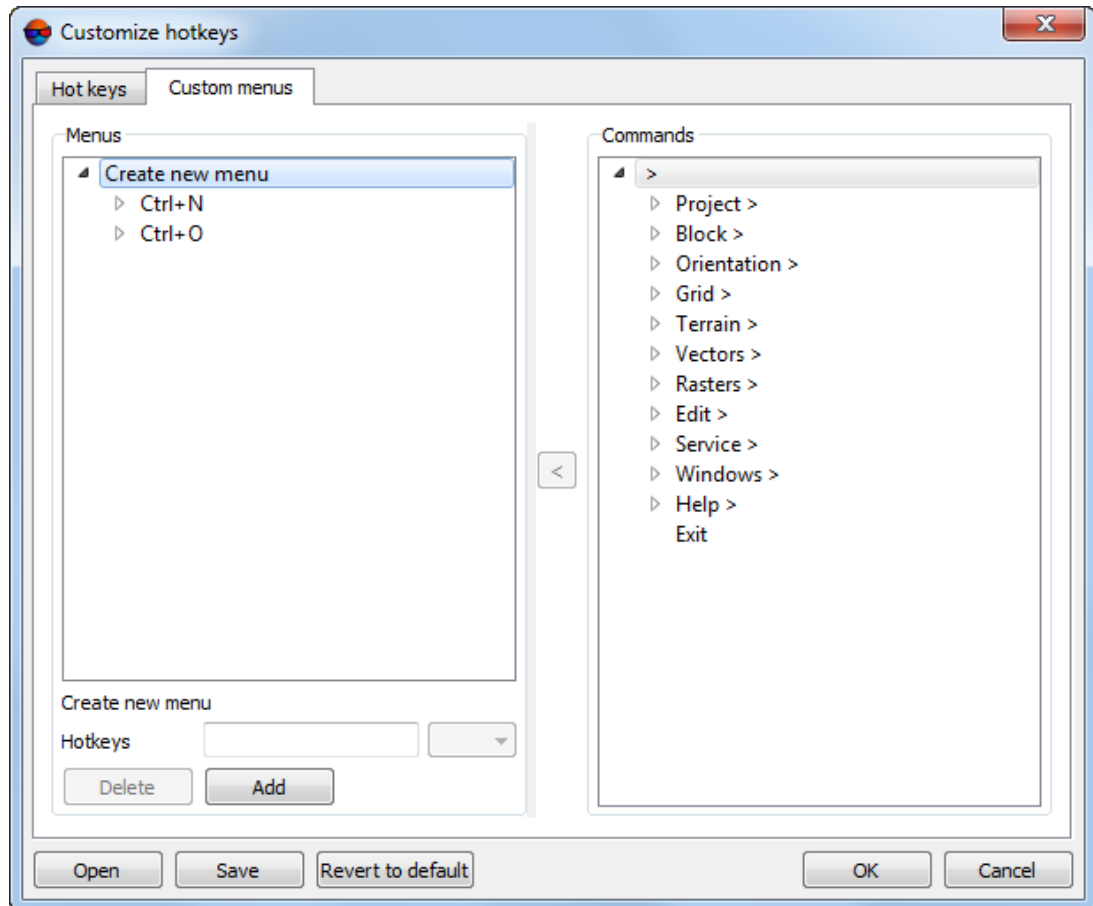 Customize hotkeys
Hot keys
Custom menus
Menus
Create new menu
Ctrl+N
Ctrl+O
Create new menu
Hotkeys
Delete
Add
<
Commands
>
Project >
Block >
Orientation >
Grid >
Terrain >
Vectors >
Rasters >
Edit >
Service >
Windows >
Help >
Exit
Open
Save
Revert to default
OK
Cancel